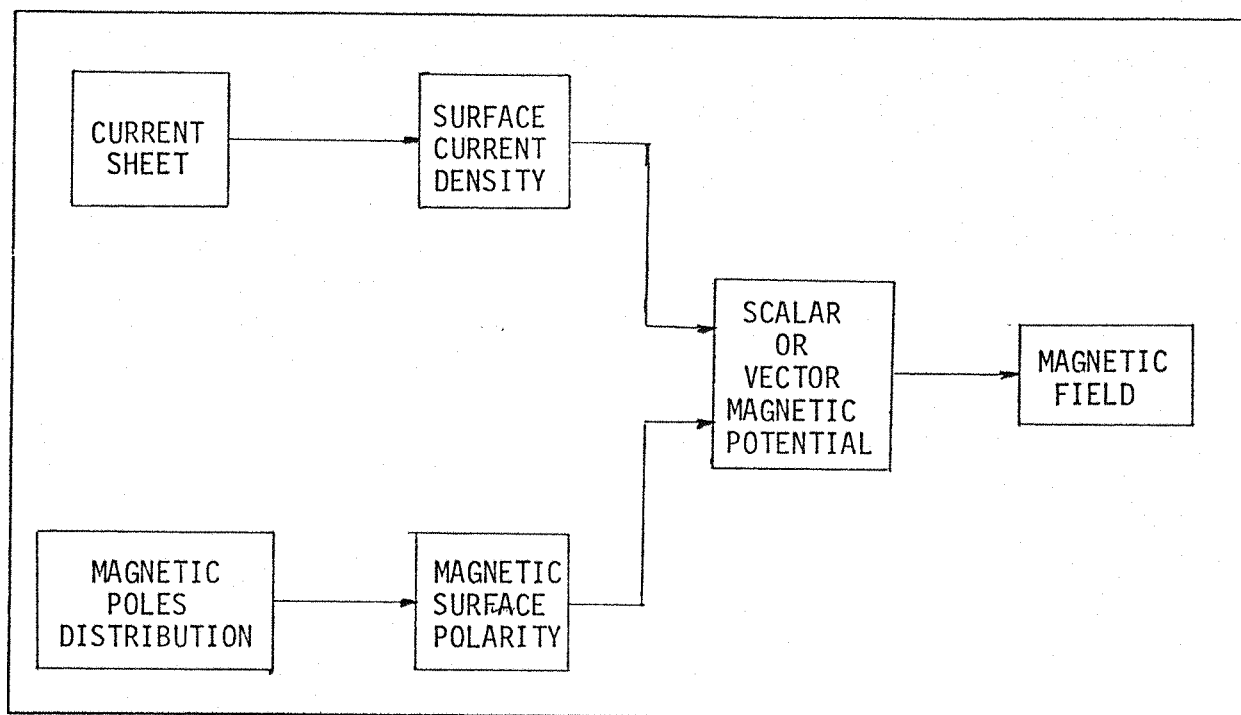 CURRENT
SHEET
SURFACE
CURRENT
DENSITY
SCALAR
OR
VECTOR
MAGNETIC
POTENTIAL
MAGNETIC
FIELD
MAGNETIC
POLES
DISTRIBUTION
MAGNETIC
SURFACE
POLARITY